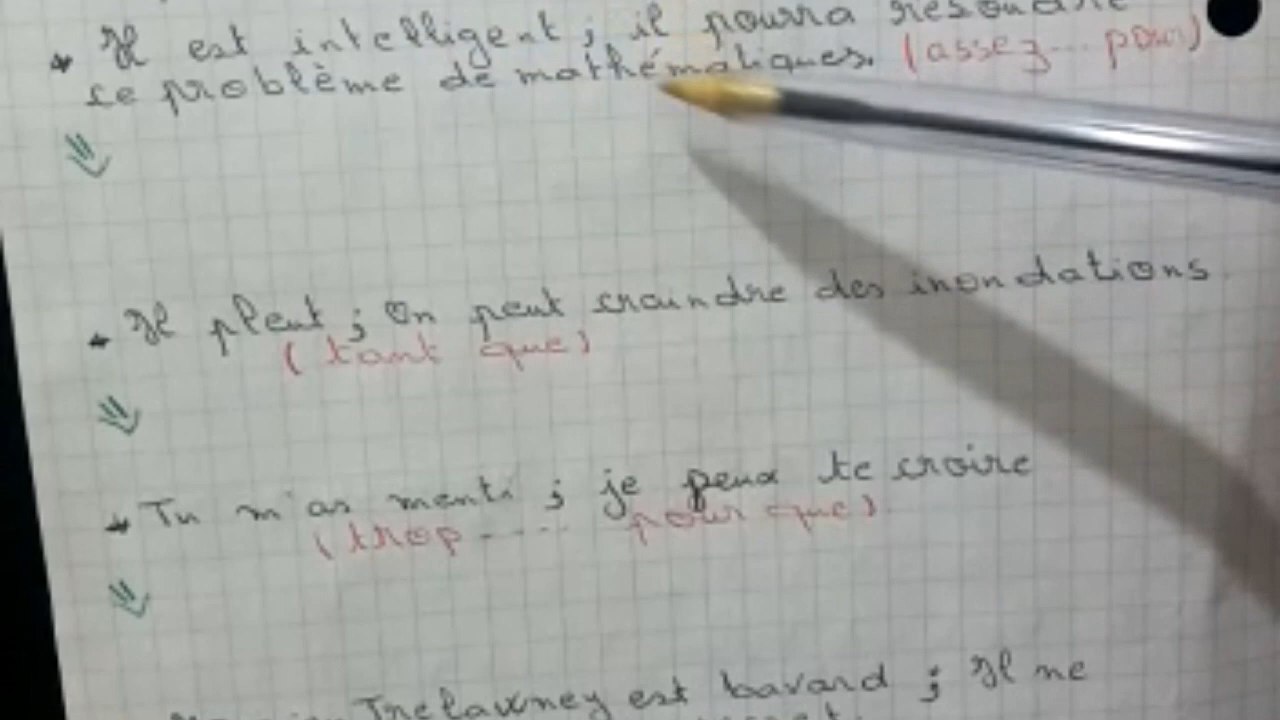 * Il est intelligent ; il pourra résoudre
ce problème de mathématiques. (assez... pour)
* Il pleut ; On peut craindre des inondations
(tant que)
* Tu m'as menti ; je peux te croire
(trop..... pour que)
Trelawney est bavard ; Il ne